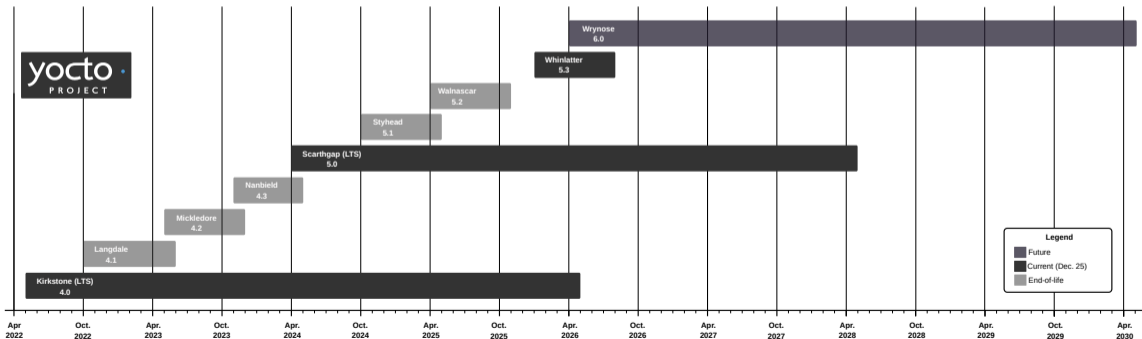 Wrynose
6.0
yocto
PROJECT
Whinlatter
5.3
Walnascar
5.2
Styhead
5.1
Scarthgap (LTS)
5.0
Nanbield
4.3
Mickledore
4.2
Langdale
4.1
Kirkstone (LTS)
4.0
Legend
Future
Current (Dec. 25)
End-of-life
Apr Oct. Apr. Oct. Apr. Oct. Apr. Oct. Apr. Oct. Apr. Oct. Apr. Oct. Apr. Oct. Apr.
2022 2022 2023 2023 2024 2024 2025 2025 2026 2026 2027 2027 2028 2028 2029 2029 2030